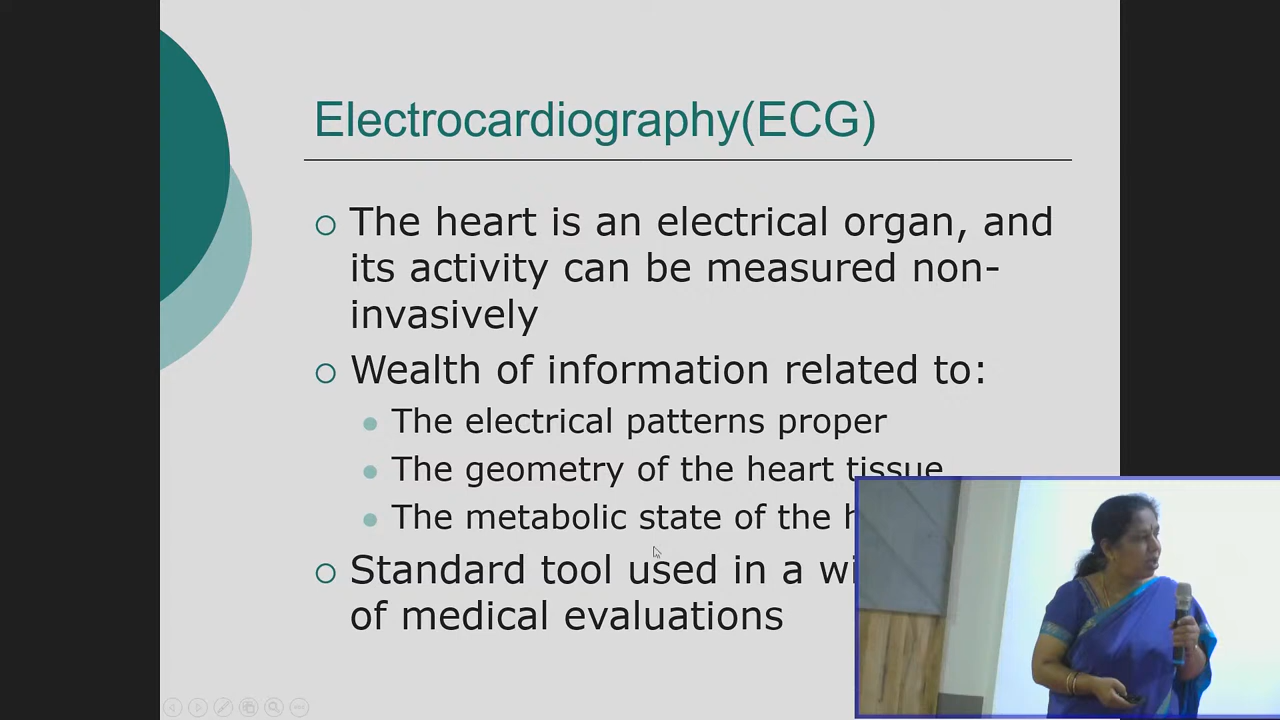 Electrocardiography(ECG)
The heart is an electrical organ, and
its activity can be measured non-
invasively
Wealth of information related to:
The electrical patterns proper
The geometry of the heart tissue
The metabolic state of the
Standard tool used in a
of medical evaluations